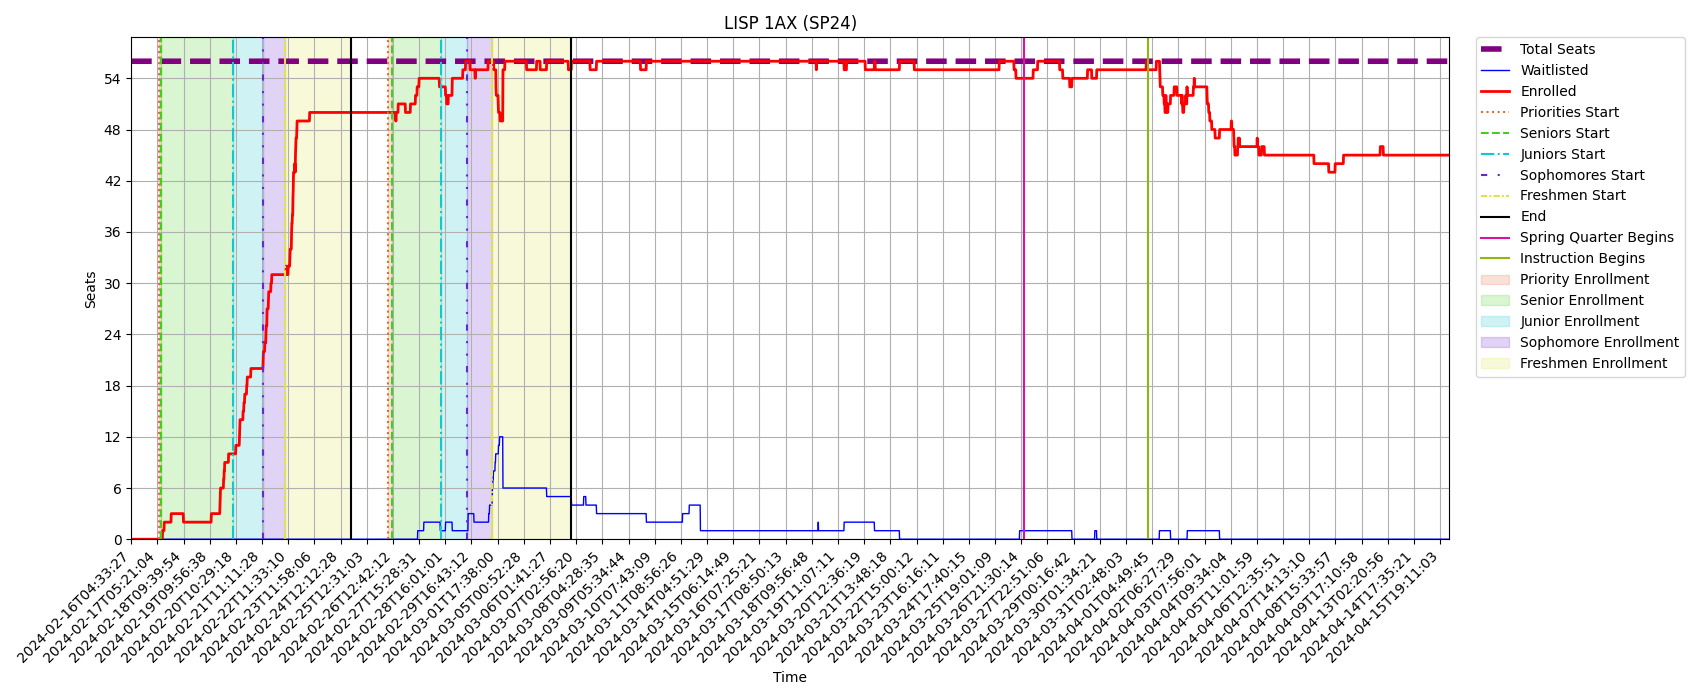 LISP 1AX (SP24)
Seats
54
48
42
36
30
24
18
12
6
0
2024-02-16T04:33:27
2024-02-17T05:21:04
2024-02-18T09:39:54
2024-02-19T09:56:38
2024-02-20T10:29:18
2024-02-21T11:11:28
2024-02-22T11:33:10
2024-02-23T11:58:06
2024-02-24T12:12:28
2024-02-25T12:31:03
2024-02-26T12:42:12
2024-02-27T15:28:31
2024-02-28T16:01:01
2024-02-29T16:43:12
2024-03-01T17:38:00
2024-03-05T00:52:28
2024-03-06T01:41:27
2024-03-07T02:56:20
2024-03-08T04:28:35
2024-03-09T05:34:44
2024-03-10T07:43:09
2024-03-11T08:56:29
2024-03-14T04:51:29
2024-03-15T06:14:49
2024-03-16T07:25:21
2024-03-17T08:50:13
2024-03-18T09:56:48
2024-03-19T11:07:11
2024-03-20T12:36:19
2024-03-21T13:48:18
2024-03-22T15:00:12
2024-03-23T16:16:11
2024-03-24T17:40:15
2024-03-25T19:01:09
2024-03-26T21:30:14
2024-03-27T22:51:06
2024-03-29T00:16:42
2024-03-30T01:34:21
2024-03-31T02:48:03
2024-04-01T04:49:45
2024-04-02T06:27:29
2024-04-03T07:56:01
2024-04-04T09:34:04
2024-04-05T11:01:59
2024-04-06T12:35:51
2024-04-07T14:13:10
2024-04-08T15:33:57
2024-04-09T17:10:58
2024-04-13T02:20:56
2024-04-14T17:35:21
2024-04-15T19:11:03
Time
Total Seats
Waitlisted
Enrolled
Priorities Start
Seniors Start
Juniors Start
Sophomores Start
Freshmen Start
End
Spring Quarter Begins
Instruction Begins
Priority Enrollment
Senior Enrollment
Junior Enrollment
Sophomore Enrollment
Freshmen Enrollment